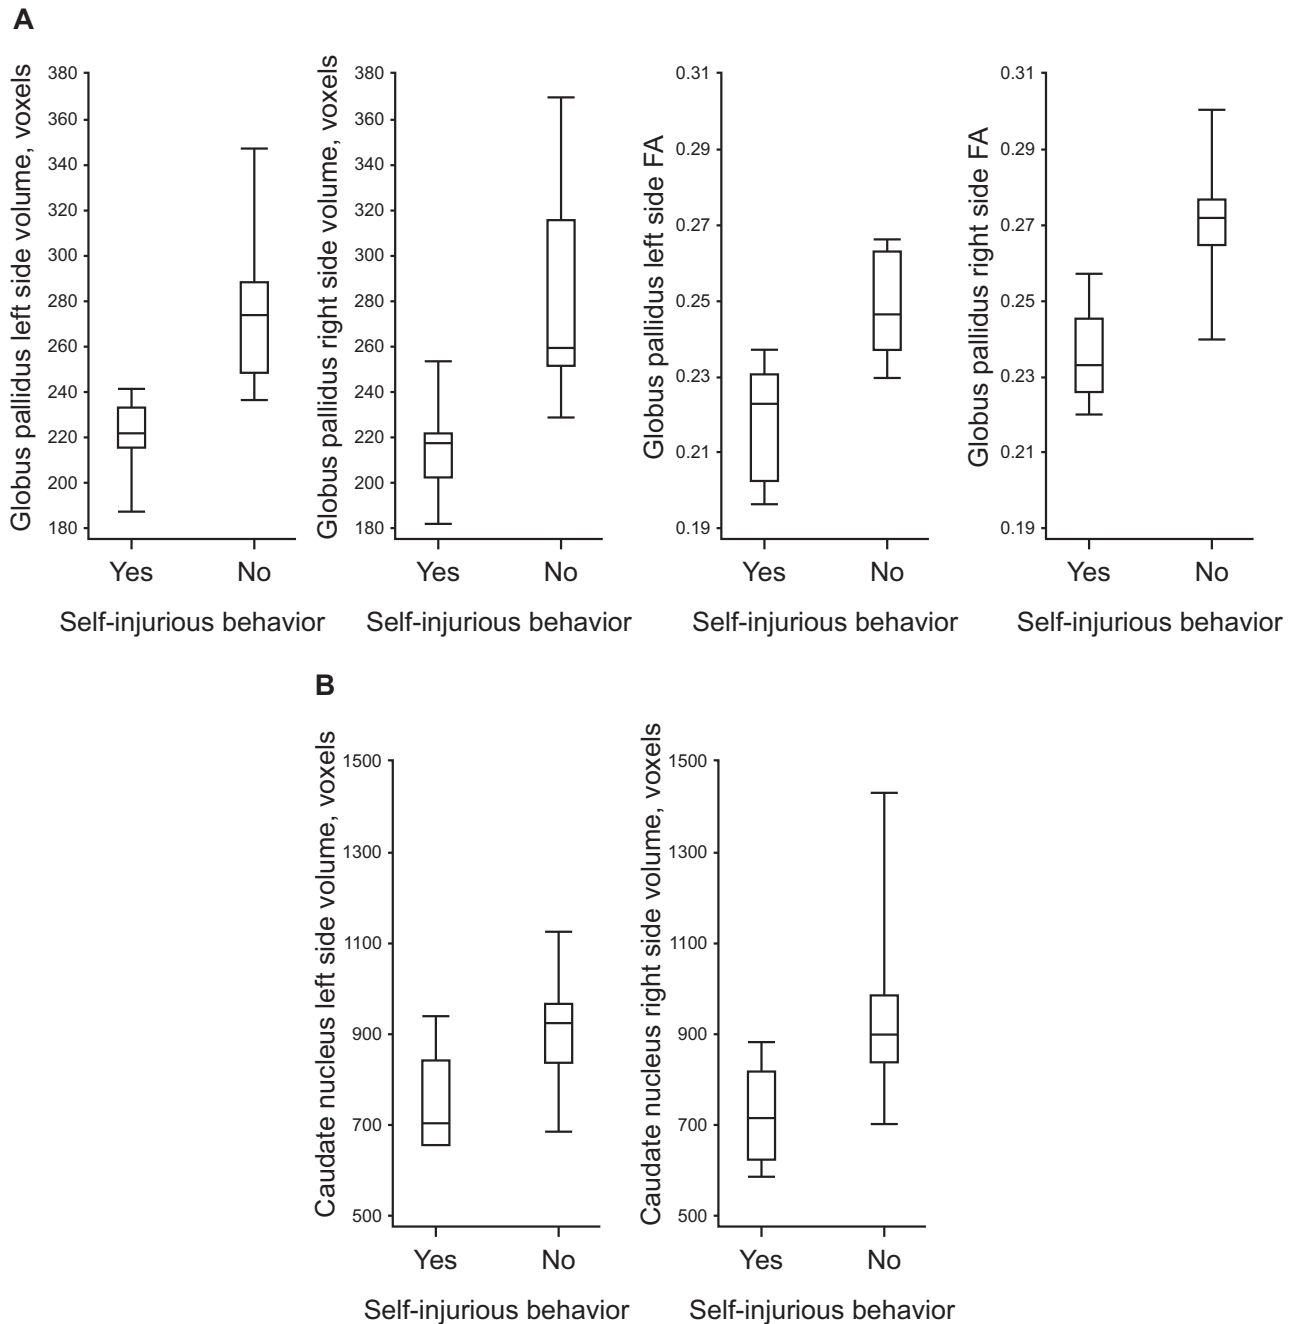 A
Globus pallidus left side volume, voxels
380
360
340
320
300
280
260
240
220
200
180
Yes No
Self-injurious behavior
Globus pallidus right side volume, voxels
380
360
340
320
300
280
260
240
220
200
180
Yes No
Self-injurious behavior
Globus pallidus left side FA
0.31
0.29
0.27
0.25
0.23
0.21
0.19
Yes No
Self-injurious behavior
Globus pallidus right side FA
0.31
0.29
0.27
0.25
0.23
0.21
0.19
Yes No
Self-injurious behavior
B
Caudate nucleus left side volume, voxels
1500
1300
1100
900
700
500
Yes No
Self-injurious behavior
Caudate nucleus right side volume, voxels
1500
1300
1100
900
700
500
Yes No
Self-injurious behavior